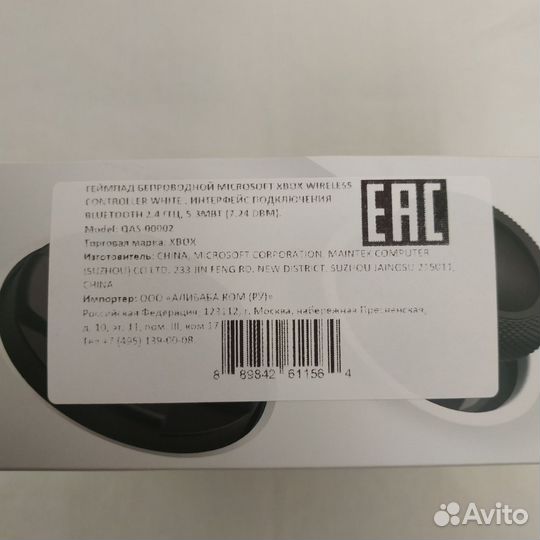 ГЕЙМПАД БЕПРОВОДНОЙ MICROSOFT XBOX WIRELESS
CONTROLLER WHITE . ИНТЕРФЕЙС ПОДКЛЮЧЕНИЯ
BLUETOOTH 2.4 ГГЦ, 5.3МВТ (7.24 DBM).
Model: QAS-00002
Торговая марка: XBOX
Изготовитель: CHINA, MICROSOFT CORPORATION, MAINTEK COMPUTER
(SUZHOU) CO LTD. 233 JIN FENG RD, NEW DISTRICT, SUZHOU JAINGSU 215011,
CHINA
Импортер: ООО «АЛИБАБА.КОМ (РУ)»
Российская Федерация, 123112, г. Москва, набережная Пресненская,
д. 10, эт. 11, пом. III, ком 17
Тел +7 (495) 139-00-08.
EAC
8 89842 61156 4
Avito